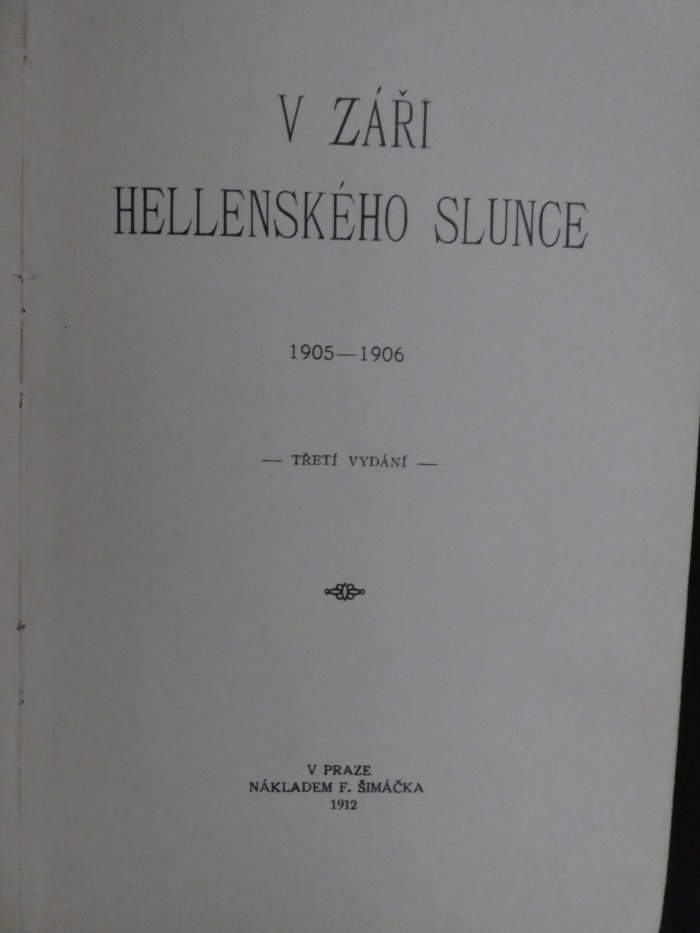 V ZÁŘI
HELLENSKÉHO SLUNCE
1905—1906
— TŘETÍ VYDÁNÍ —
V PRAZE
NÁKLADEM F. ŠIMÁČKA
1912